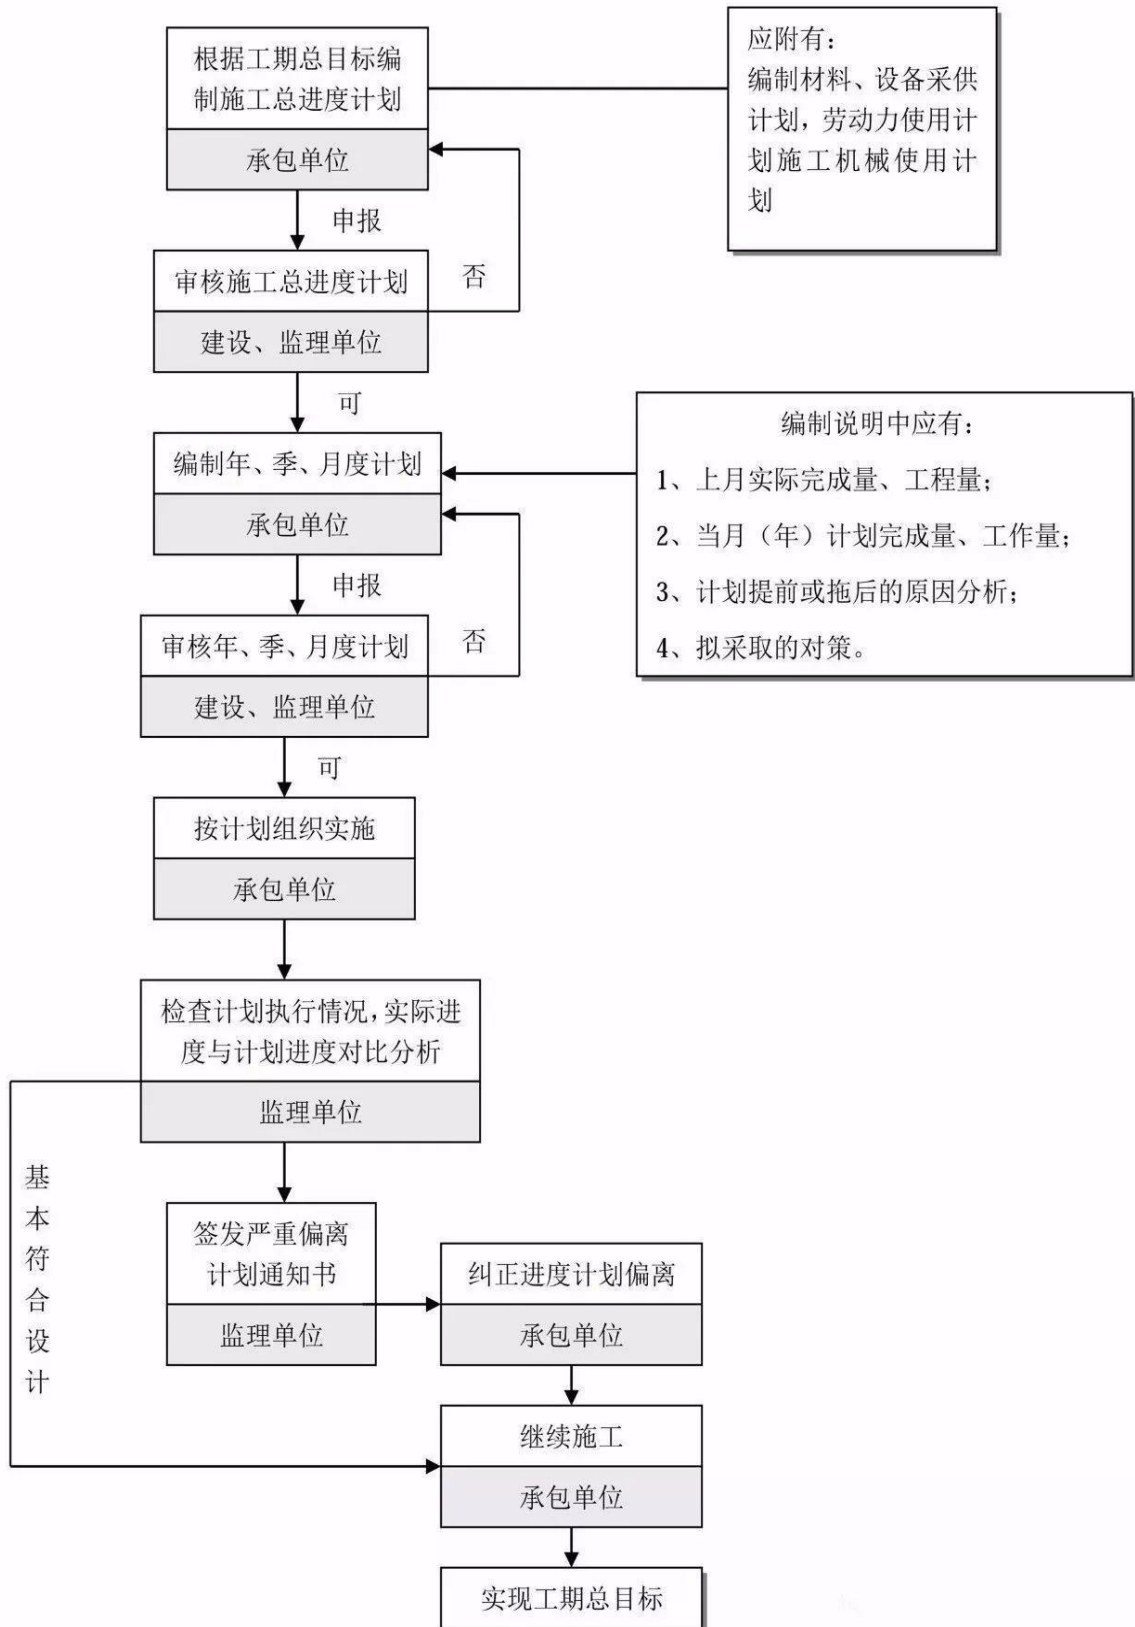 根据工期总目标编
制施工总进度计划
承包单位
应附有：
编制材料、设备采供
计划，劳动力使用计
划施工机械使用计
划
申报
审核施工总进度计划
否
建设、监理单位
可
编制年、季、月度计划
承包单位
编制说明中应有：
1、上月实际完成量、工程量；
2、当月（年）计划完成量、工作量；
3、计划提前或拖后的原因分析；
4、拟采取的对策。
申报
审核年、季、月度计划
否
建设、监理单位
可
按计划组织实施
承包单位
检查计划执行情况，实际进
度与计划进度对比分析
监理单位
基本符合设计
签发严重偏离
计划通知书
监理单位
纠正进度计划偏离
承包单位
继续施工
承包单位
实现工期总目标